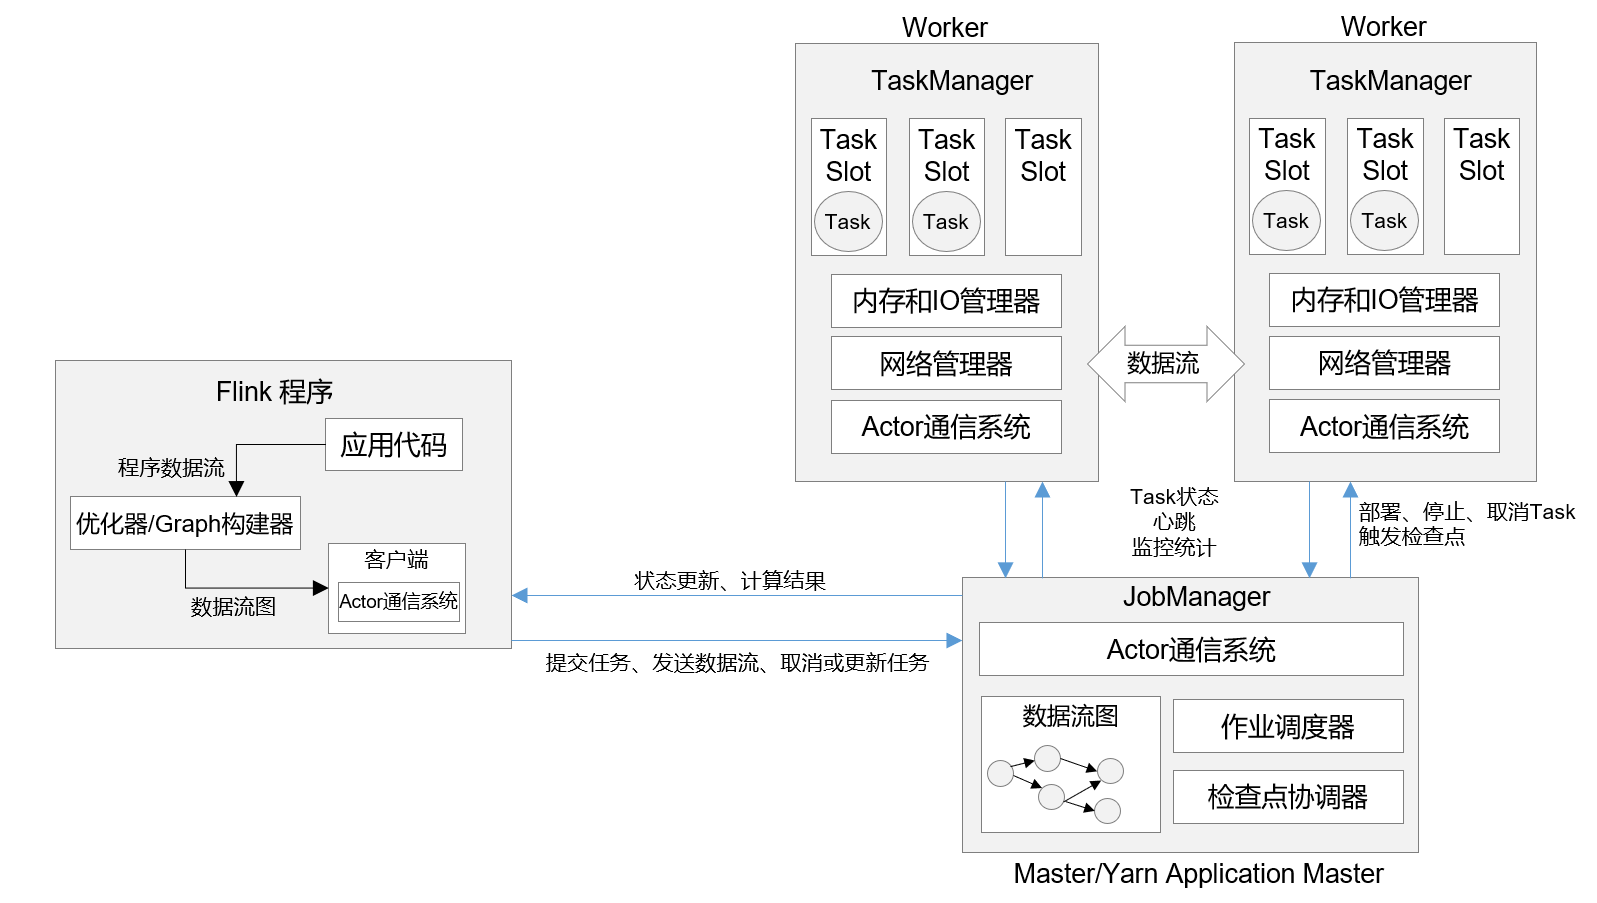 Worker
TaskManager
Task
Slot
Task
Task
Slot
Task
Task
Slot
内存和IO管理器
网络管理器
Actor通信系统
数据流
Worker
TaskManager
Task
Slot
Task
Task
Slot
Task
Task
Slot
内存和IO管理器
网络管理器
Actor通信系统
Flink 程序
应用代码
程序数据流
优化器/Graph构建器
数据流图
客户端
Actor通信系统
状态更新、计算结果
提交任务、发送数据流、取消或更新任务
Task状态
心跳
监控统计
部署、停止、取消Task
触发检查点
JobManager
Actor通信系统
数据流图
作业调度器
检查点协调器
Master/Yarn Application Master